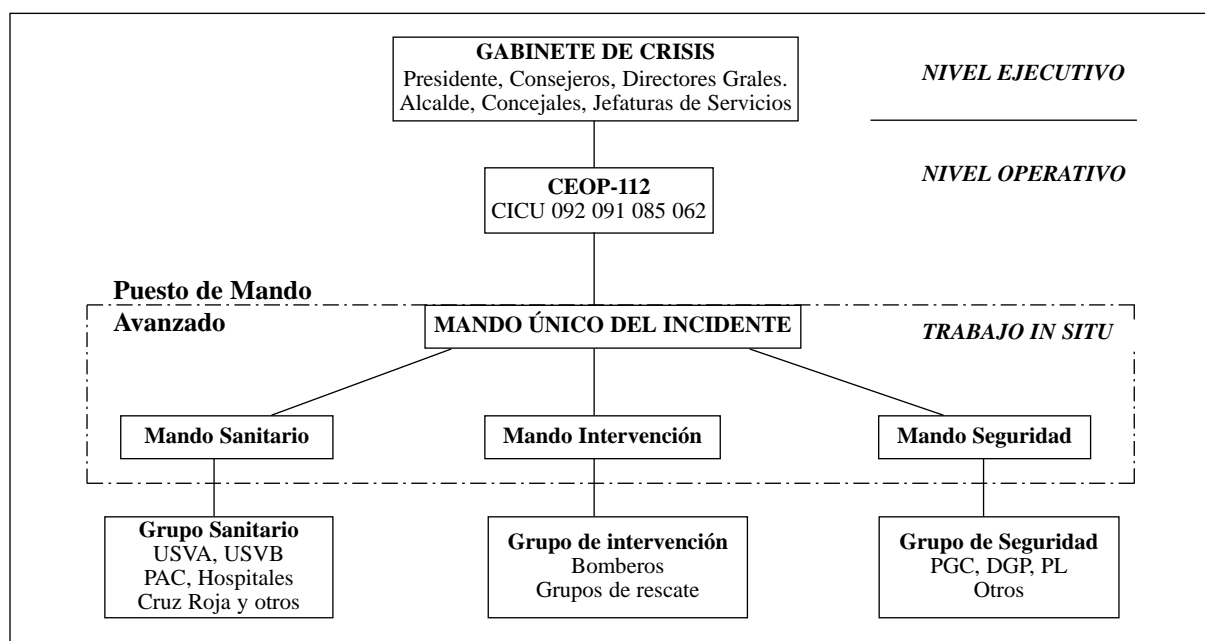 GABINETE DE CRISIS
Presidente, Consejeros, Directores Grales.
Alcalde, Concejales, Jefaturas de Servicios
NIVEL EJECUTIVO
NIVEL OPERATIVO
CEOP-112
CICU 092 091 085 062
Puesto de Mando
Avanzado
MANDO ÚNICO DEL INCIDENTE
TRABAJO IN SITU
Mando Sanitario
Mando Intervención
Mando Seguridad
Grupo Sanitario
USVA, USVB
PAC, Hospitales
Cruz Roja y otros
Grupo de intervención
Bomberos
Grupos de rescate
Grupo de Seguridad
PGC, DGP, PL
Otros